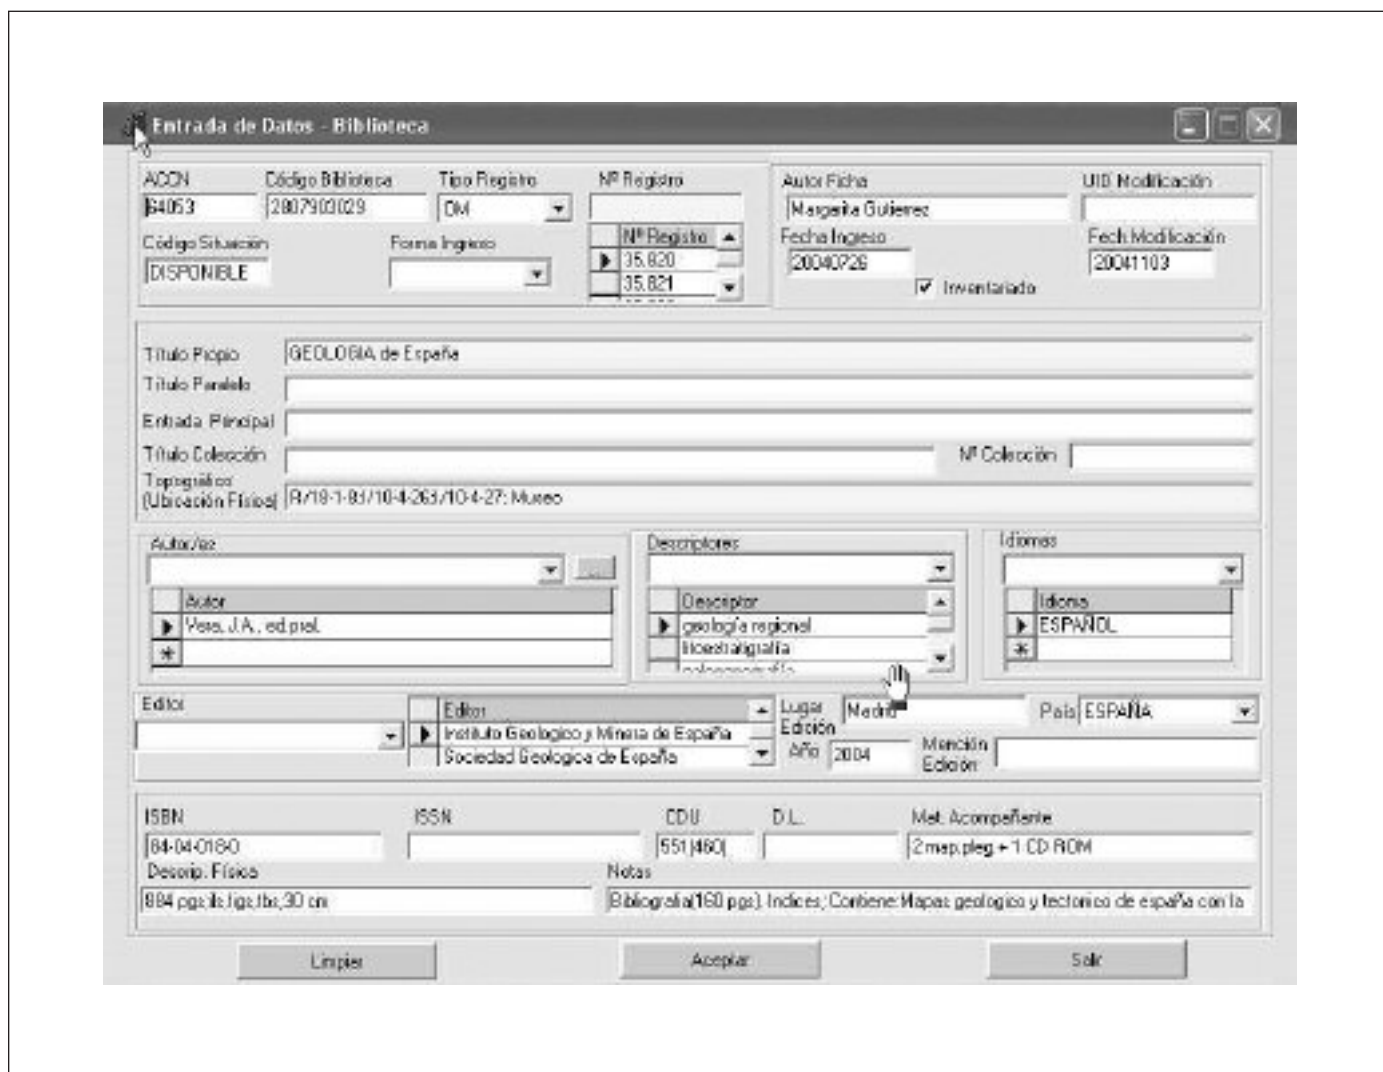 Entrada de Datos - Biblioteca
ACCN Código Biblioteca Tipo Registro Nº Registro Autor Ficha UID Modificación
64053 2807903029 OM Margarita Gutierrez
Código Situación Forma Ingreso Nº Registro Fecha Ingreso Fech Modificación
DISPONIBLE 35.820 20040726 20041103
35.821 Inventariado
Título Propio GEOLOGIA de España
Título Paralelo
Entrada Principal
Título Colección Nº Colección
Topográfico
(Ubicación Física) Museo
Autor/es Descriptores Idiomas
...
Autor Descriptor Idioma
Vera, J.A., ed.pral. geología regional ESPAÑOL
litoestratigrafía
Editor Editor Lugar Edición Madrid País ESPAÑA
Instituto Geologico y Minera de España
Sociedad Geologica de España Año 2004 Mención Edición
ISBN ISSN CDU D.L. Mat. Acompañante
84-04-018-0 2 map.pleg + 1 CD ROM
Descrip. Física Notas
pgs;ils,figs,tbs;30 cm Bibliografia(160 pgs). Indices; Contiene:Mapas geologico y tectonico de españa con la
Limpiar Aceptar Salir